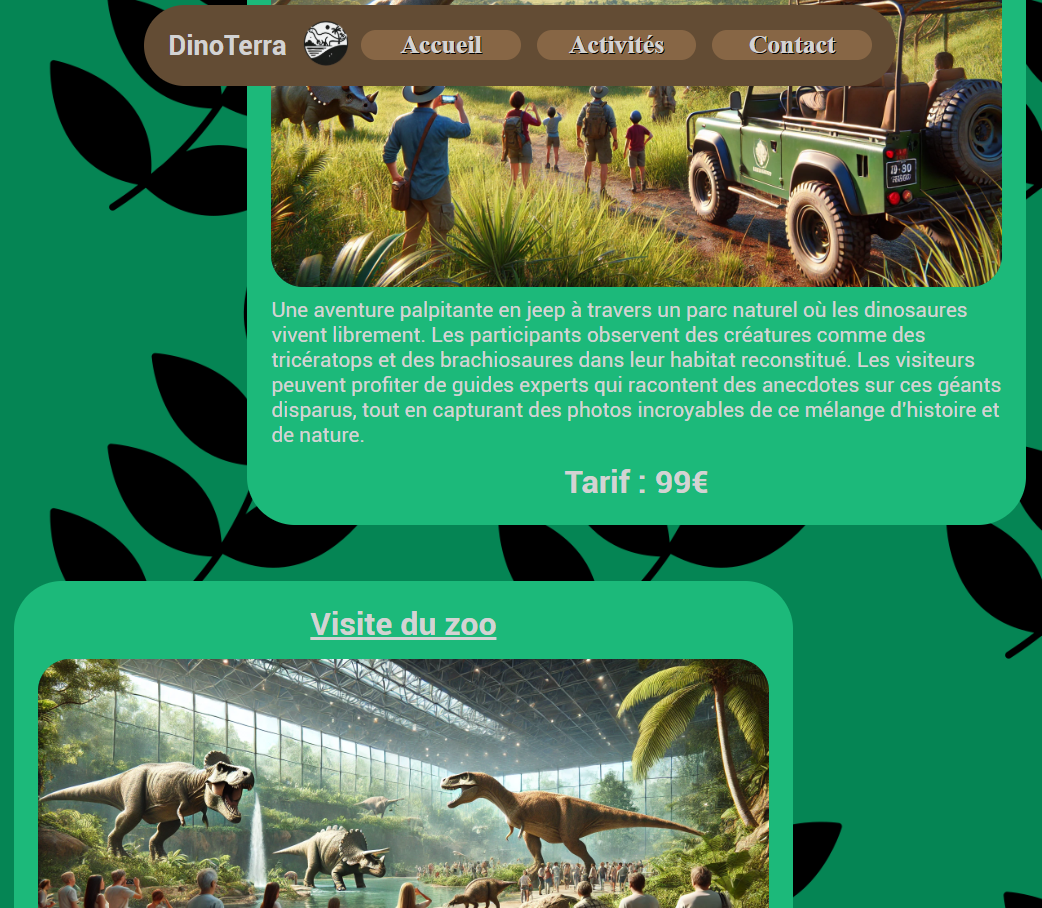 DinoTerra
Accueil
Activités
Contact
Une aventure palpitante en jeep à travers un parc naturel où les dinosaures
vivent librement. Les participants observent des créatures comme des
tricératops et des brachiosaures dans leur habitat reconstitué. Les visiteurs
peuvent profiter de guides experts qui racontent des anecdotes sur ces géants
disparus, tout en capturant des photos incroyables de ce mélange d'histoire et
de nature.
Tarif : 99€
Visite du zoo